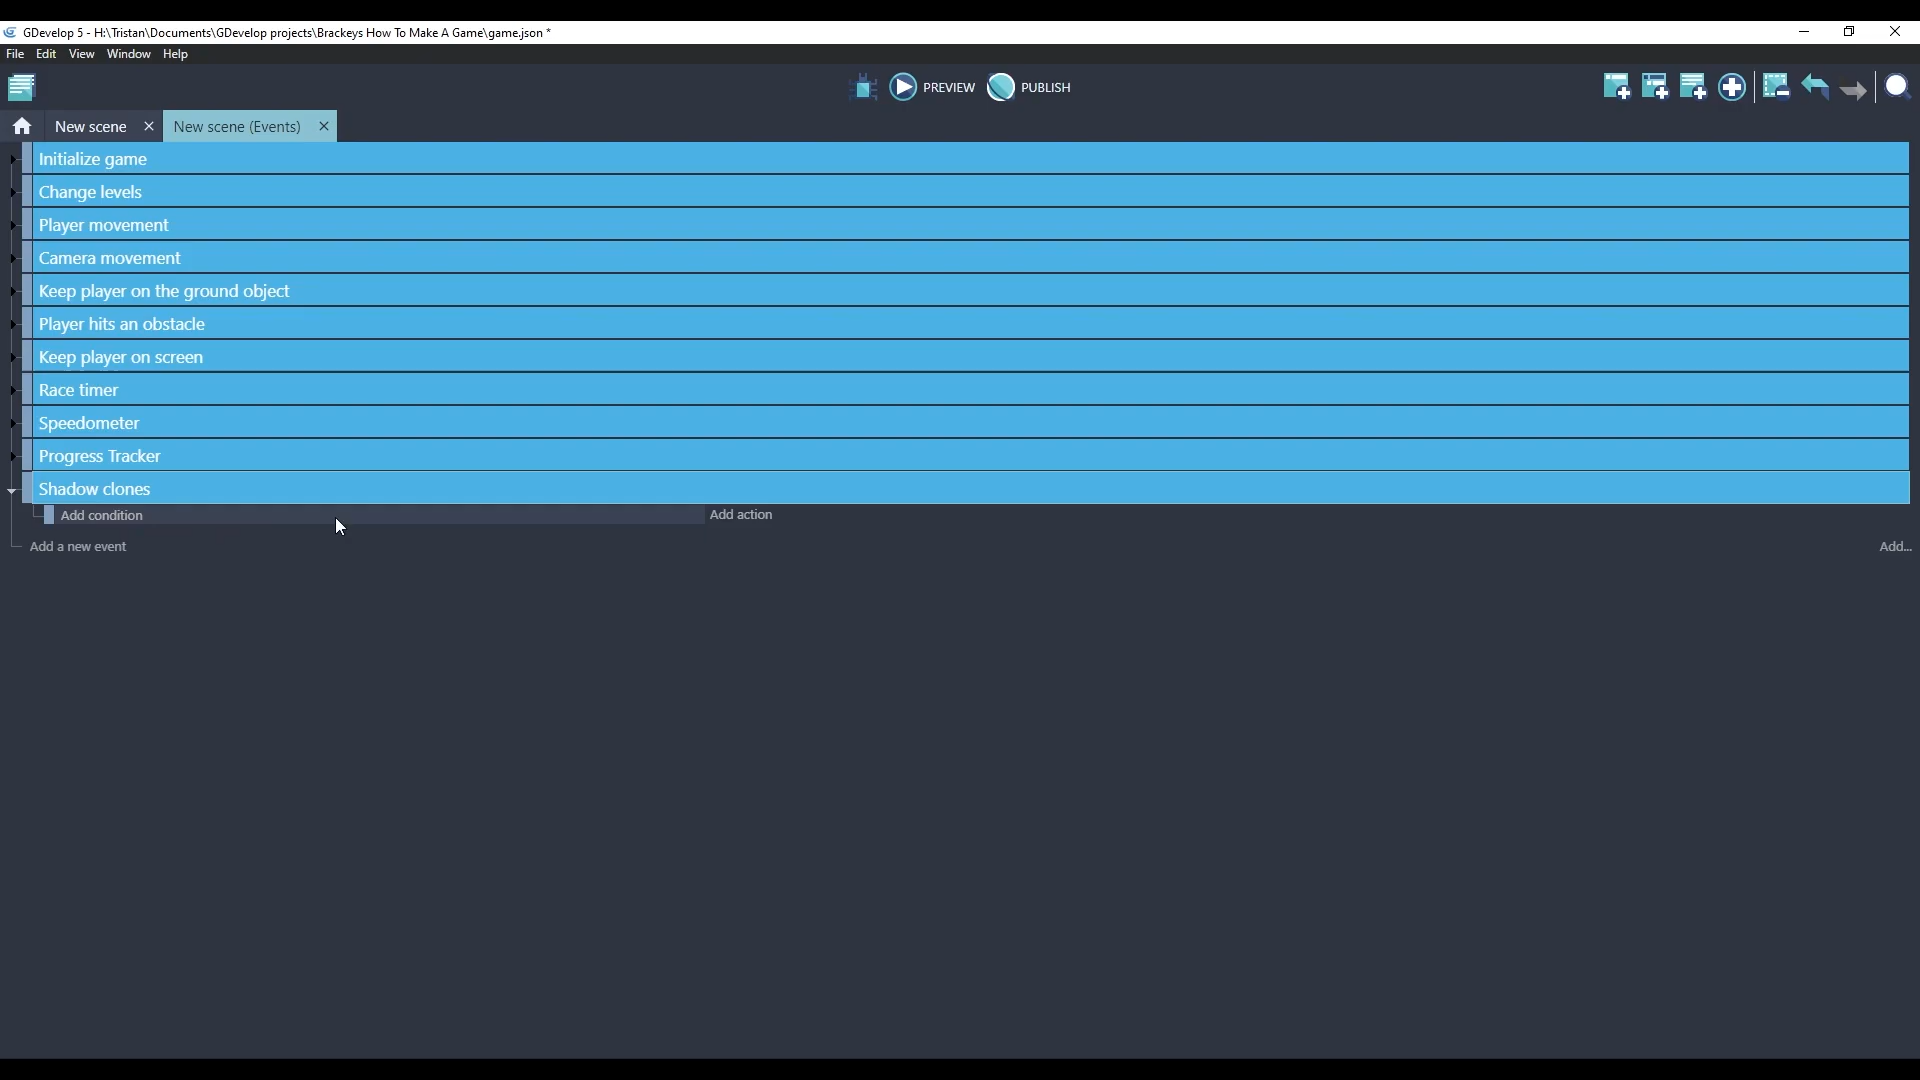 GDevelop 5 - H:\Tristan\Documents\GDevelop projects\Brackeys How To Make A Game\game.json *
File Edit View Window Help
PREVIEW PUBLISH
New scene New scene (Events)
Initialize game
Change levels
Player movement
Camera movement
Keep player on the ground object
Player hits an obstacle
Keep player on screen
Race timer
Speedometer
Progress Tracker
Shadow clones
Add condition Add action
Add a new event Add...